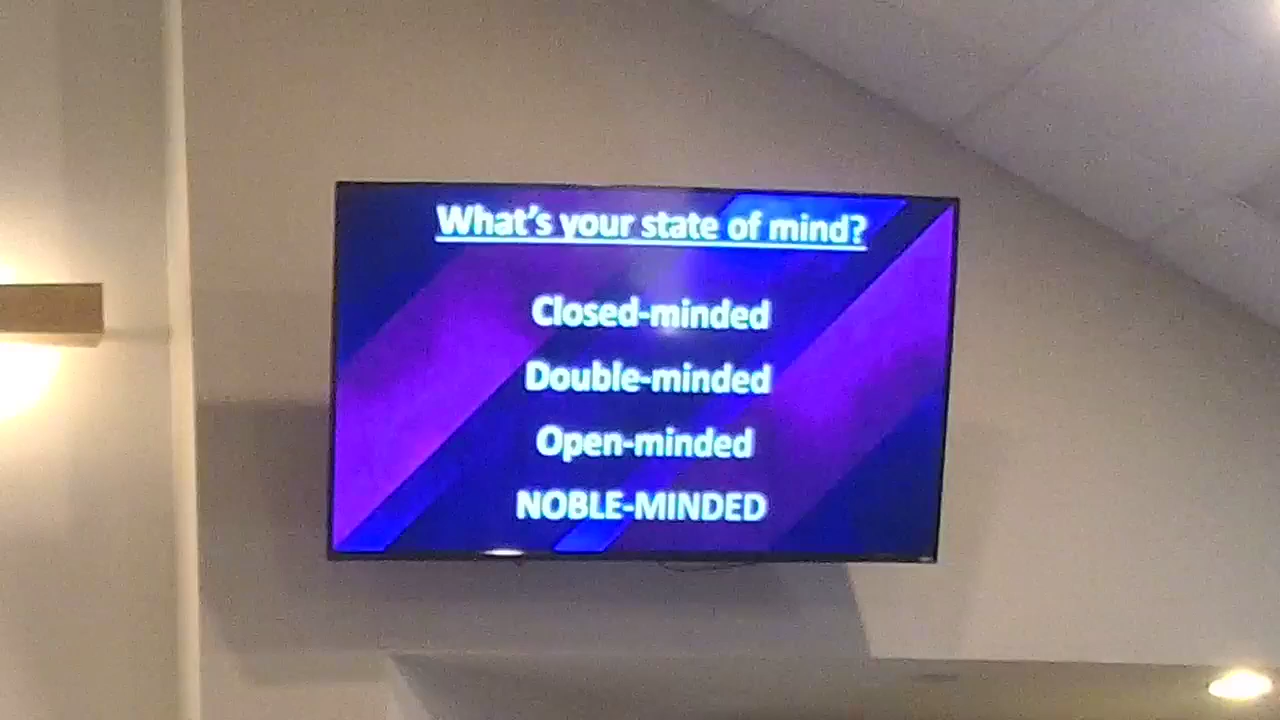 What's your state of mind?
Closed-minded
Double-minded
Open-minded
NOBLE-MINDED